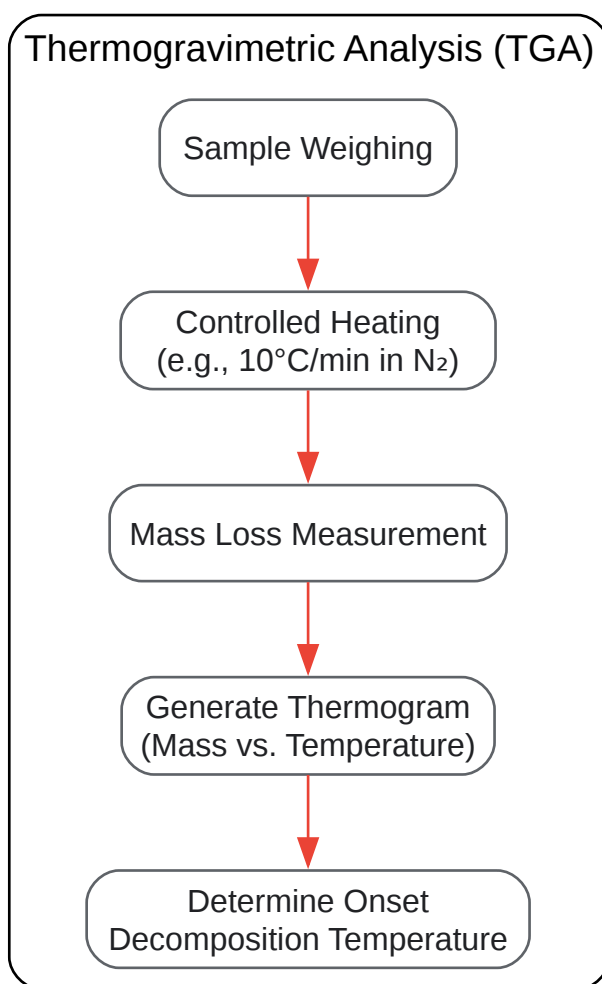 Thermogravimetric Analysis (TGA)
Sample Weighing
Controlled Heating
(e.g., 10°C/min in N₂)
Mass Loss Measurement
Generate Thermogram
(Mass vs. Temperature)
Determine Onset
Decomposition Temperature